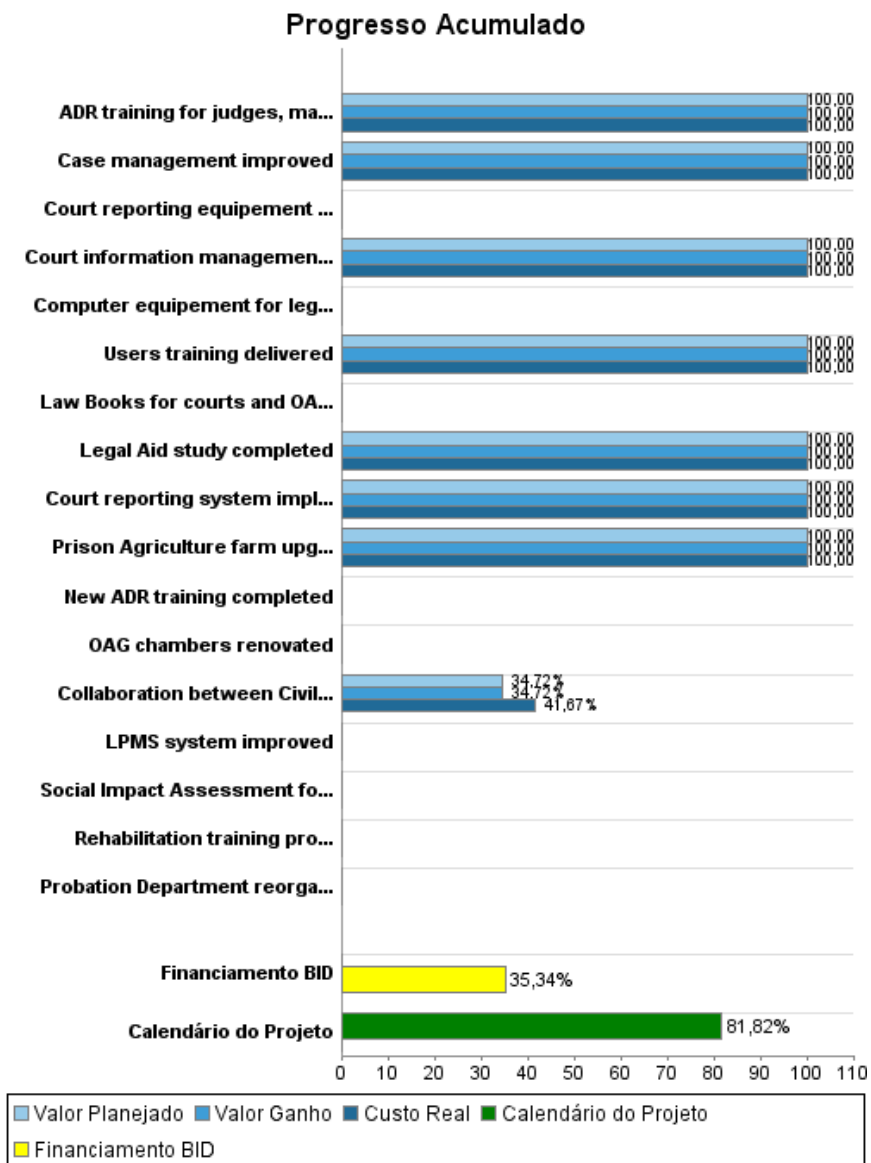 Progresso Acumulado
ADR training for judges, ma...
100,00
100,00
100,00
Case management improved
100,00
100,00
100,00
Court reporting equipement ...
Court information managemen...
100,00
100,00
100,00
Computer equipement for leg...
Users training delivered
100,00
100,00
100,00
Law Books for courts and OA...
Legal Aid study completed
100,00
100,00
100,00
Court reporting system impl...
100,00
100,00
100,00
Prison Agriculture farm upg...
100,00
100,00
100,00
New ADR training completed
OAG chambers renovated
Collaboration between Civil...
34,72%
34,72%
41,67%
LPMS system improved
Social Impact Assessment fo...
Rehabilitation training pro...
Probation Department reorga...
Financiamento BID 35,34%
Calendário do Projeto 81,82%
0 10 20 30 40 50 60 70 80 90 100 110
Valor Planejado Valor Ganho Custo Real Calendário do Projeto
Financiamento BID